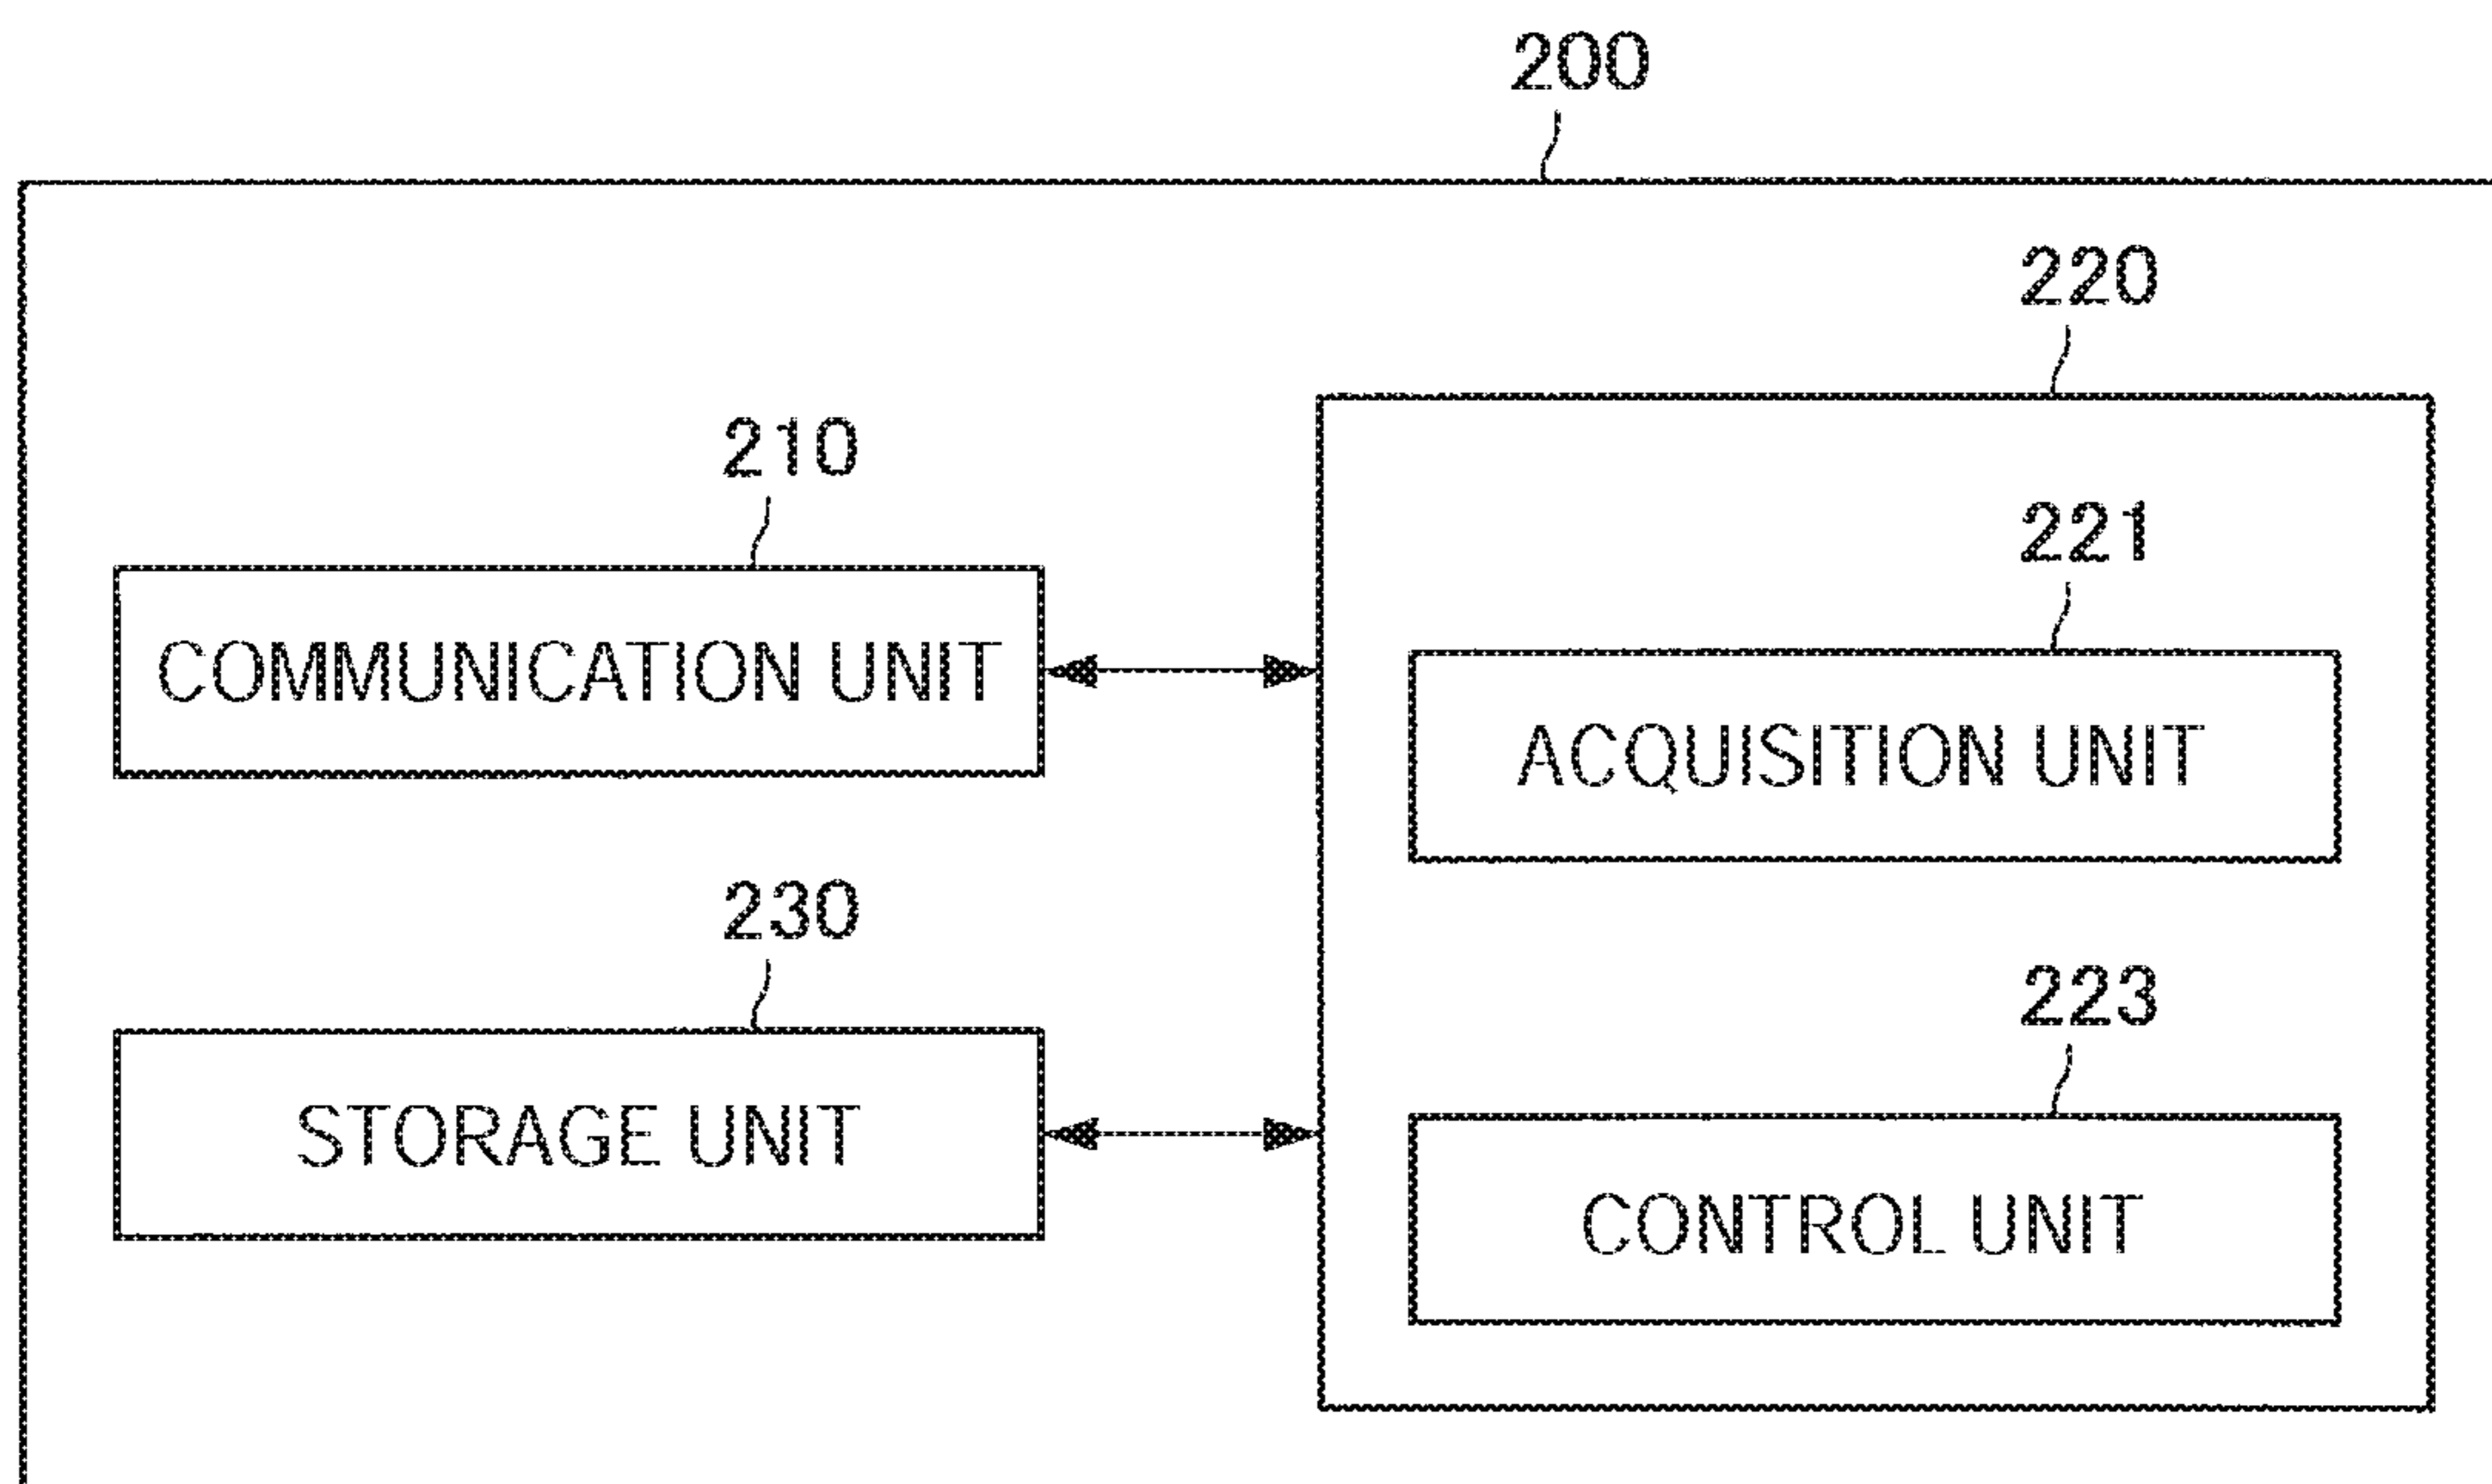 200
220
210
221
COMMUNICATION UNIT
ACQUISITION UNIT
230
223
STORAGE UNIT
CONTROL UNIT